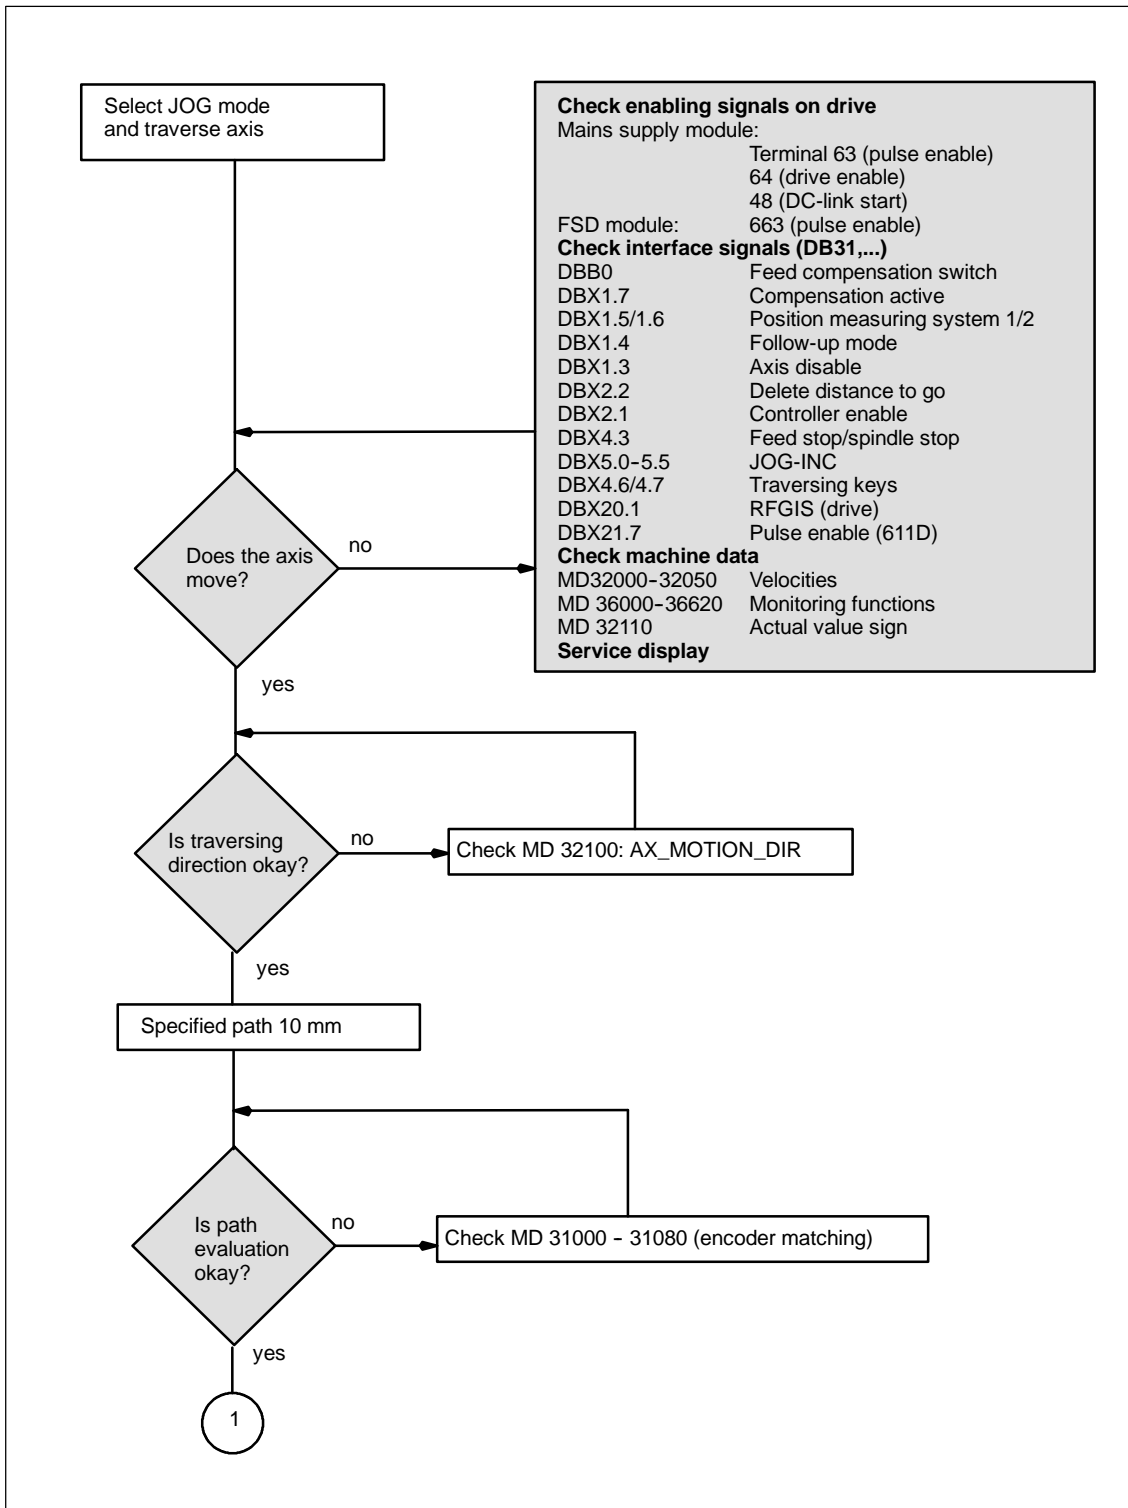 Select JOG mode
and traverse axis
Check enabling signals on drive
Mains supply module:
Terminal 63 (pulse enable)
64 (drive enable)
48 (DC-link start)
FSD module: 663 (pulse enable)
Check interface signals (DB31,...)
DBB0 Feed compensation switch
DBX1.7 Compensation active
DBX1.5/1.6 Position measuring system 1/2
DBX1.4 Follow-up mode
DBX1.3 Axis disable
DBX2.2 Delete distance to go
DBX2.1 Controller enable
DBX4.3 Feed stop/spindle stop
DBX5.0-5.5 JOG-INC
DBX4.6/4.7 Traversing keys
DBX20.1 RFGIS (drive)
DBX21.7 Pulse enable (611D)
Check machine data
MD32000-32050 Velocities
MD 36000-36620 Monitoring functions
MD 32110 Actual value sign
Service display
Does the axis
move?
no
yes
Is traversing
direction okay?
no
Check MD 32100: AX_MOTION_DIR
yes
Specified path 10 mm
Is path
evaluation
okay?
no
Check MD 31000 - 31080 (encoder matching)
yes
1